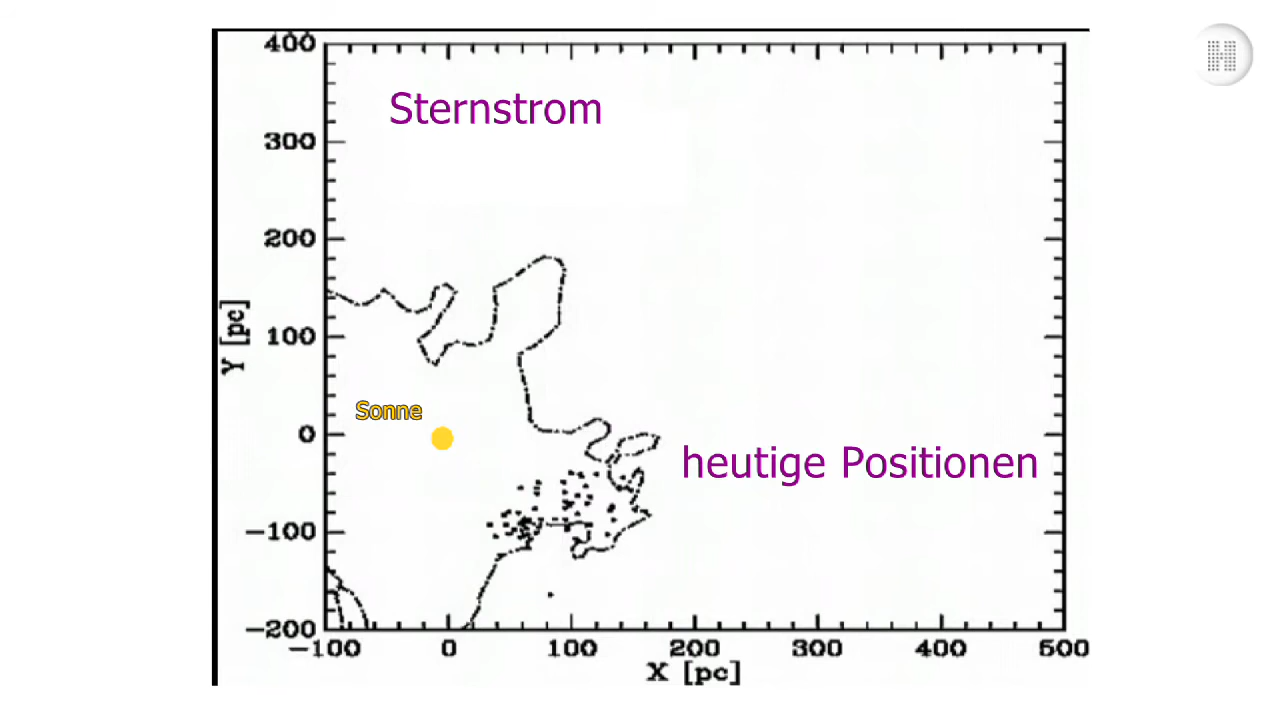 400
Sternstrom
300
200
Y [pc]
100
Sonne
0
heutige Positionen
−100
−200
−100 0 100 200 300 400 500
X [pc]
H